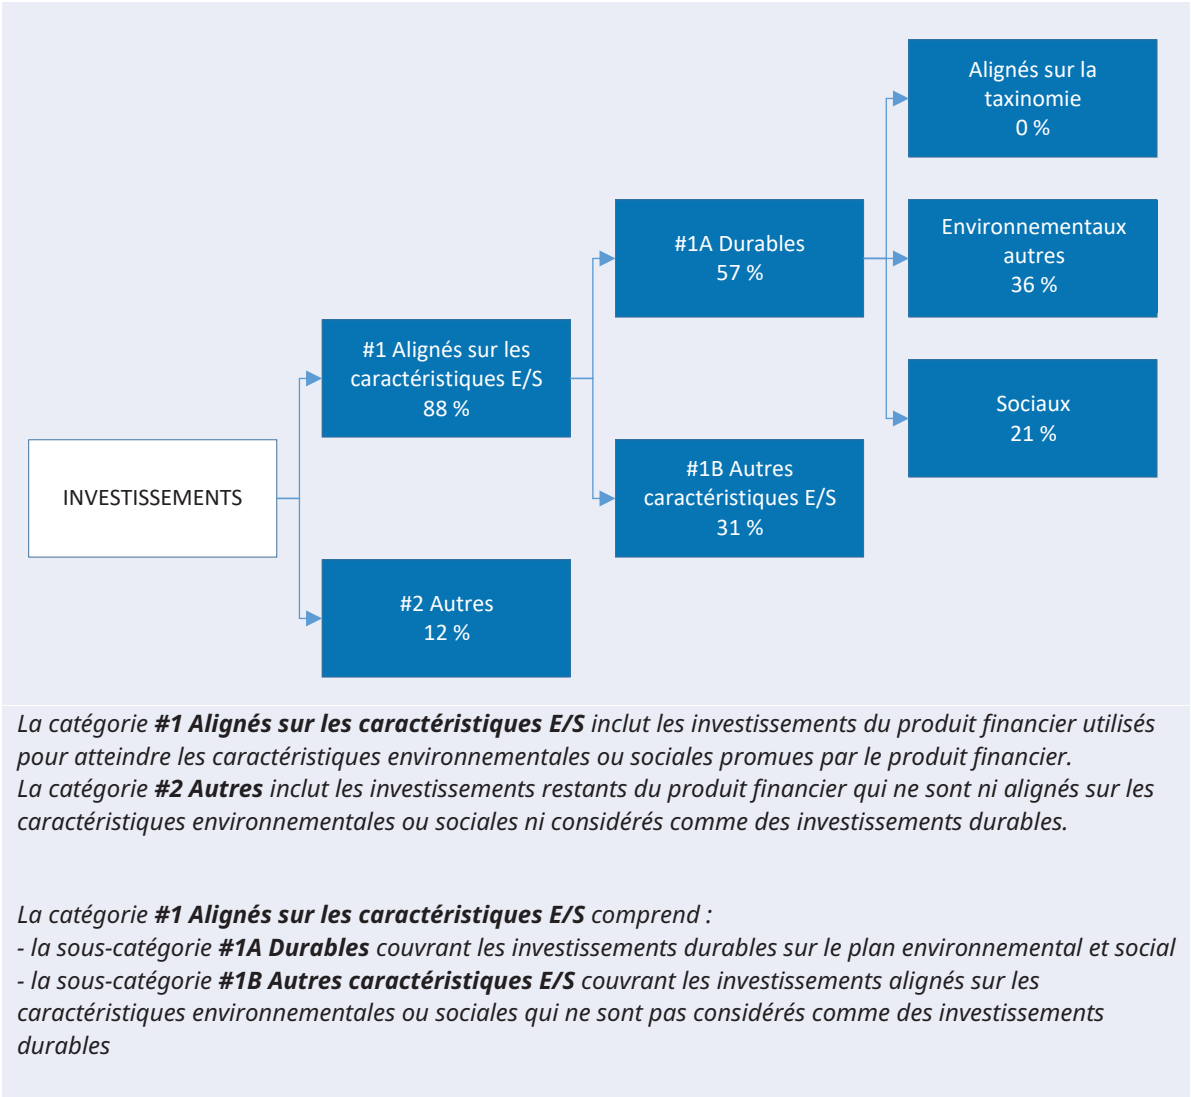 Alignés sur la
taxinomie
0 %
#1A Durables
57 %
Environnementaux
autres
36 %
#1 Alignés sur les
caractéristiques E/S
88 %
Sociaux
21 %
INVESTISSEMENTS
#1B Autres
caractéristiques E/S
31 %
#2 Autres
12 %
La catégorie #1 Alignés sur les caractéristiques E/S inclut les investissements du produit financier utilisés
pour atteindre les caractéristiques environnementales ou sociales promues par le produit financier.
La catégorie #2 Autres inclut les investissements restants du produit financier qui ne sont ni alignés sur les
caractéristiques environnementales ou sociales ni considérés comme des investissements durables.
La catégorie #1 Alignés sur les caractéristiques E/S comprend :
- la sous-catégorie #1A Durables couvrant les investissements durables sur le plan environnemental et social
- la sous-catégorie #1B Autres caractéristiques E/S couvrant les investissements alignés sur les
caractéristiques environnementales ou sociales qui ne sont pas considérés comme des investissements
durables